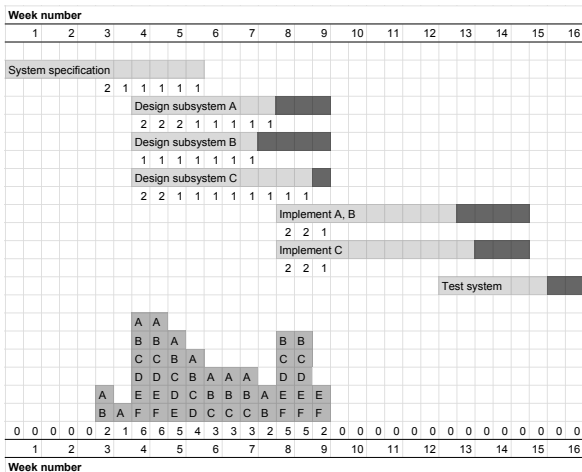 Week number
1 2 3 4 5 6 7 8 9 10 11 12 13 14 15 16
System specification
2 1 1 1 1 1
Design subsystem A
2 2 2 1 1 1 1 1
Design subsystem B
1 1 1 1 1 1 1
Design subsystem C
2 2 1 1 1 1 1 1 1 1
Implement A, B
2 2 1
Implement C
2 2 1
Test system
A A
B B A B B
C C B A C C
D D C B A A A D D
A E E D C B B B A E E E
B A F F E D C C C B F F F
0 0 0 0 0 2 1 6 6 5 4 3 3 3 2 5 5 2 0 0 0 0 0 0 0 0 0 0 0 0 0 0
1 2 3 4 5 6 7 8 9 10 11 12 13 14 15 16
Week number